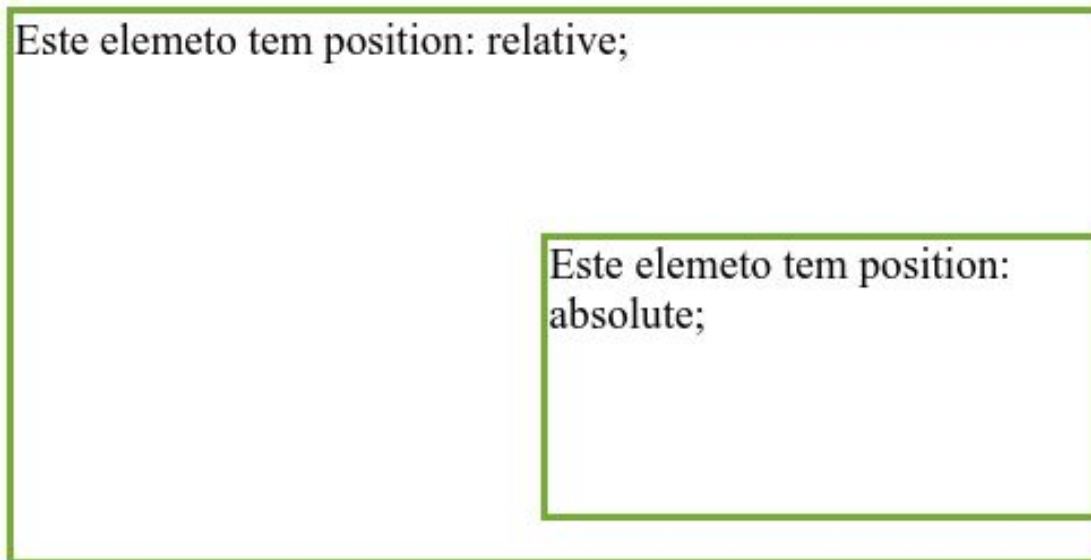 Este elemeto tem position: relative;
Este elemeto tem position:
absolute;